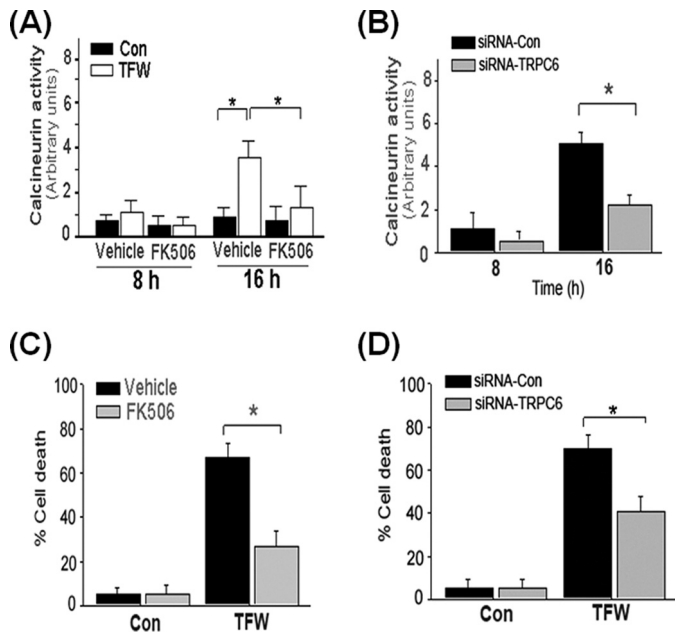 (A)
Calcineurin activity
(Arbitrary units)
8
6
4
2
0
Con
TFW
*
*
Vehicle FK506 Vehicle FK506
8 h 16 h
(B)
Calcineurin activity
(Arbitrary units)
8
6
4
2
0
siRNA-Con
siRNA-TRPC6
*
8 16
Time (h)
(C)
% Cell death
100
80
60
40
20
0
Vehicle
FK506
*
Con TFW
(D)
% Cell death
100
80
60
40
20
0
siRNA-Con
siRNA-TRPC6
*
Con TFW